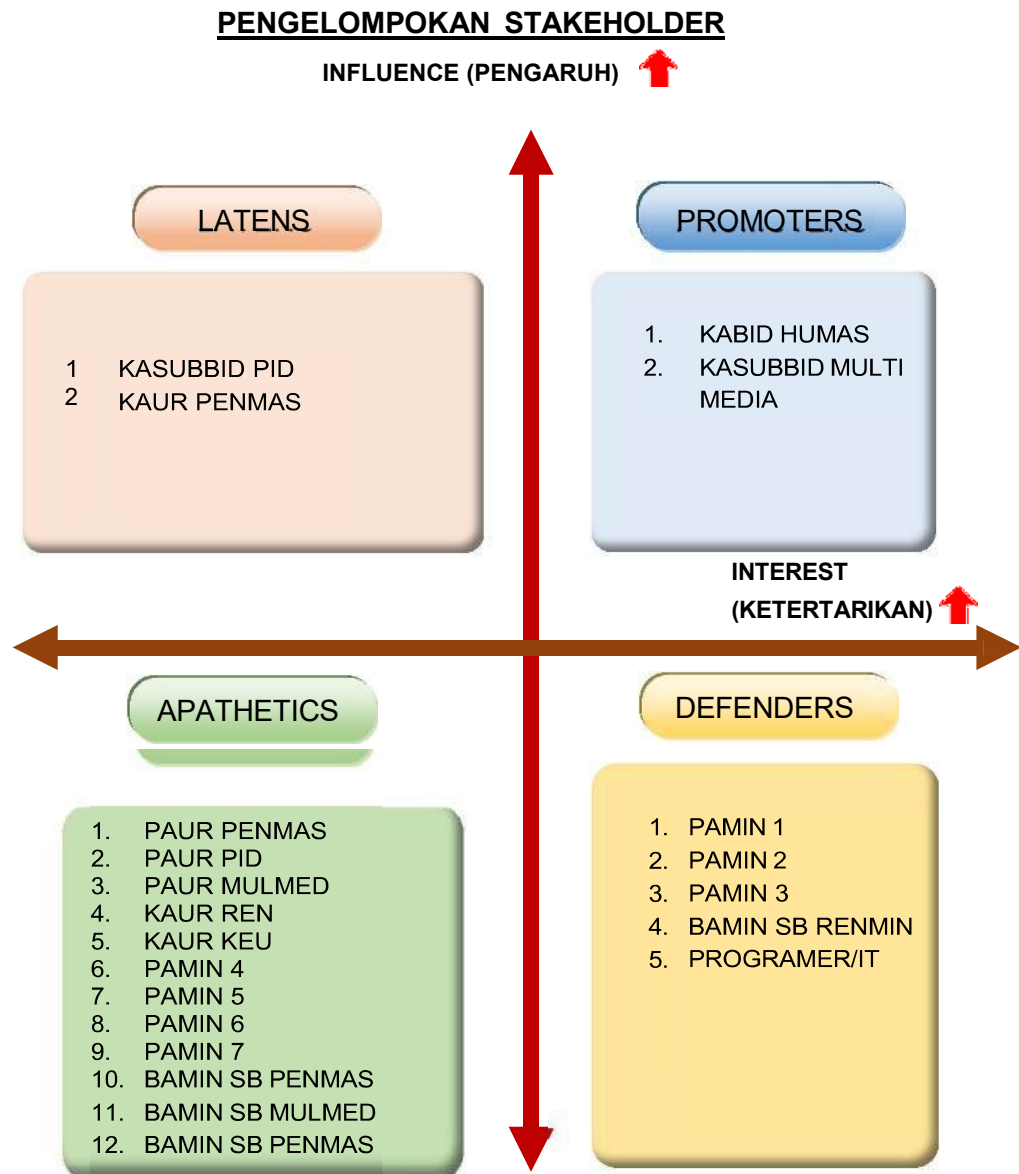 PENGELOMPOKAN STAKEHOLDER
INFLUENCE (PENGARUH)
LATENS
1 KASUBBID PID
2 KAUR PENMAS
PROMOTERS
1. KABID HUMAS
2. KASUBBID MULTI
MEDIA
INTEREST
(KETERTARIKAN)
APATHETICS
1. PAUR PENMAS
2. PAUR PID
3. PAUR MULMED
4. KAUR REN
5. KAUR KEU
6. PAMIN 4
7. PAMIN 5
8. PAMIN 6
9. PAMIN 7
10. BAMIN SB PENMAS
11. BAMIN SB MULMED
12. BAMIN SB PENMAS
DEFENDERS
1. PAMIN 1
2. PAMIN 2
3. PAMIN 3
4. BAMIN SB RENMIN
5. PROGRAMER/IT